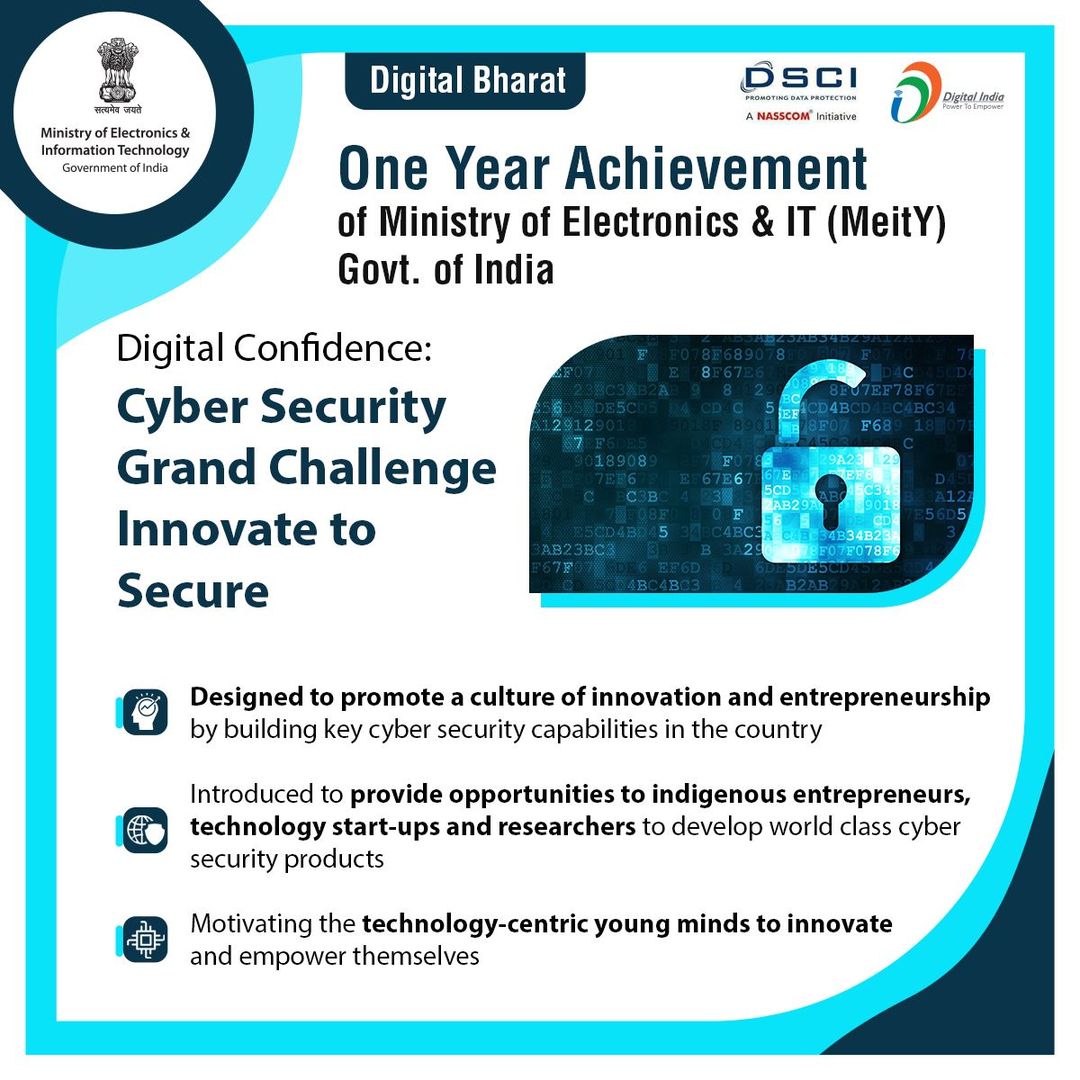 सत्यमेव जयते
Ministry of Electronics &
Information Technology
Government of India
Digital Bharat
DSCI
PROMOTING DATA PROTECTION
A NASSCOM® Initiative
Digital India
Power To Empower
One Year Achievement
of Ministry of Electronics & IT (MeitY)
Govt. of India
Digital Confidence:
Cyber Security
Grand Challenge
Innovate to
Secure
Designed to promote a culture of innovation and entrepreneurship
by building key cyber security capabilities in the country
Introduced to provide opportunities to indigenous entrepreneurs,
technology start-ups and researchers to develop world class cyber
security products
Motivating the technology-centric young minds to innovate
and empower themselves